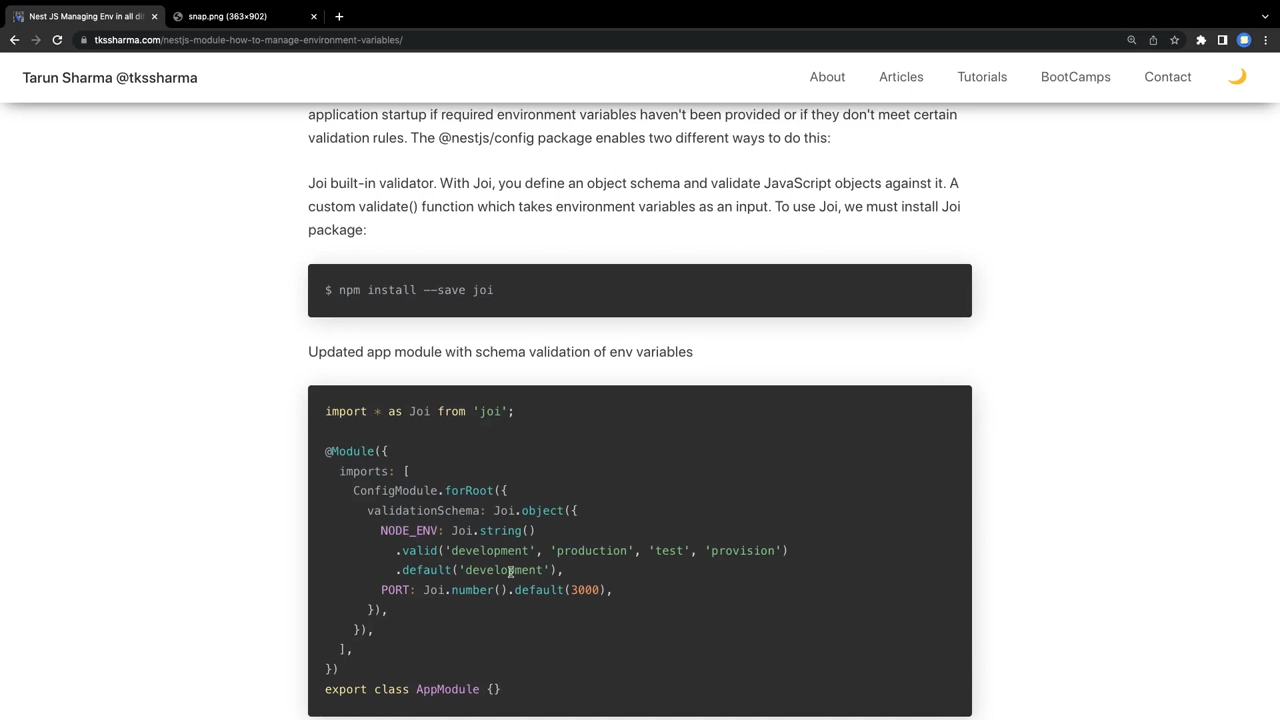 Nest JS Managing Env in all di
snap.png (363×902)
tkssharma.com/nestjs-module-how-to-manage-environment-variables/
Tarun Sharma @tkssharma
About Articles Tutorials BootCamps Contact
application startup if required environment variables haven't been provided or if they don't meet certain
validation rules. The @nestjs/config package enables two different ways to do this:
Joi built-in validator. With Joi, you define an object schema and validate JavaScript objects against it. A
custom validate() function which takes environment variables as an input. To use Joi, we must install Joi
package:
$ npm install --save joi
Updated app module with schema validation of env variables
import * as Joi from 'joi';
@Module({
imports: [
ConfigModule.forRoot({
validationSchema: Joi.object({
NODE_ENV: Joi.string()
.valid('development', 'production', 'test', 'provision')
.default('development'),
PORT: Joi.number().default(3000),
}),
}),
],
})
export class AppModule {}